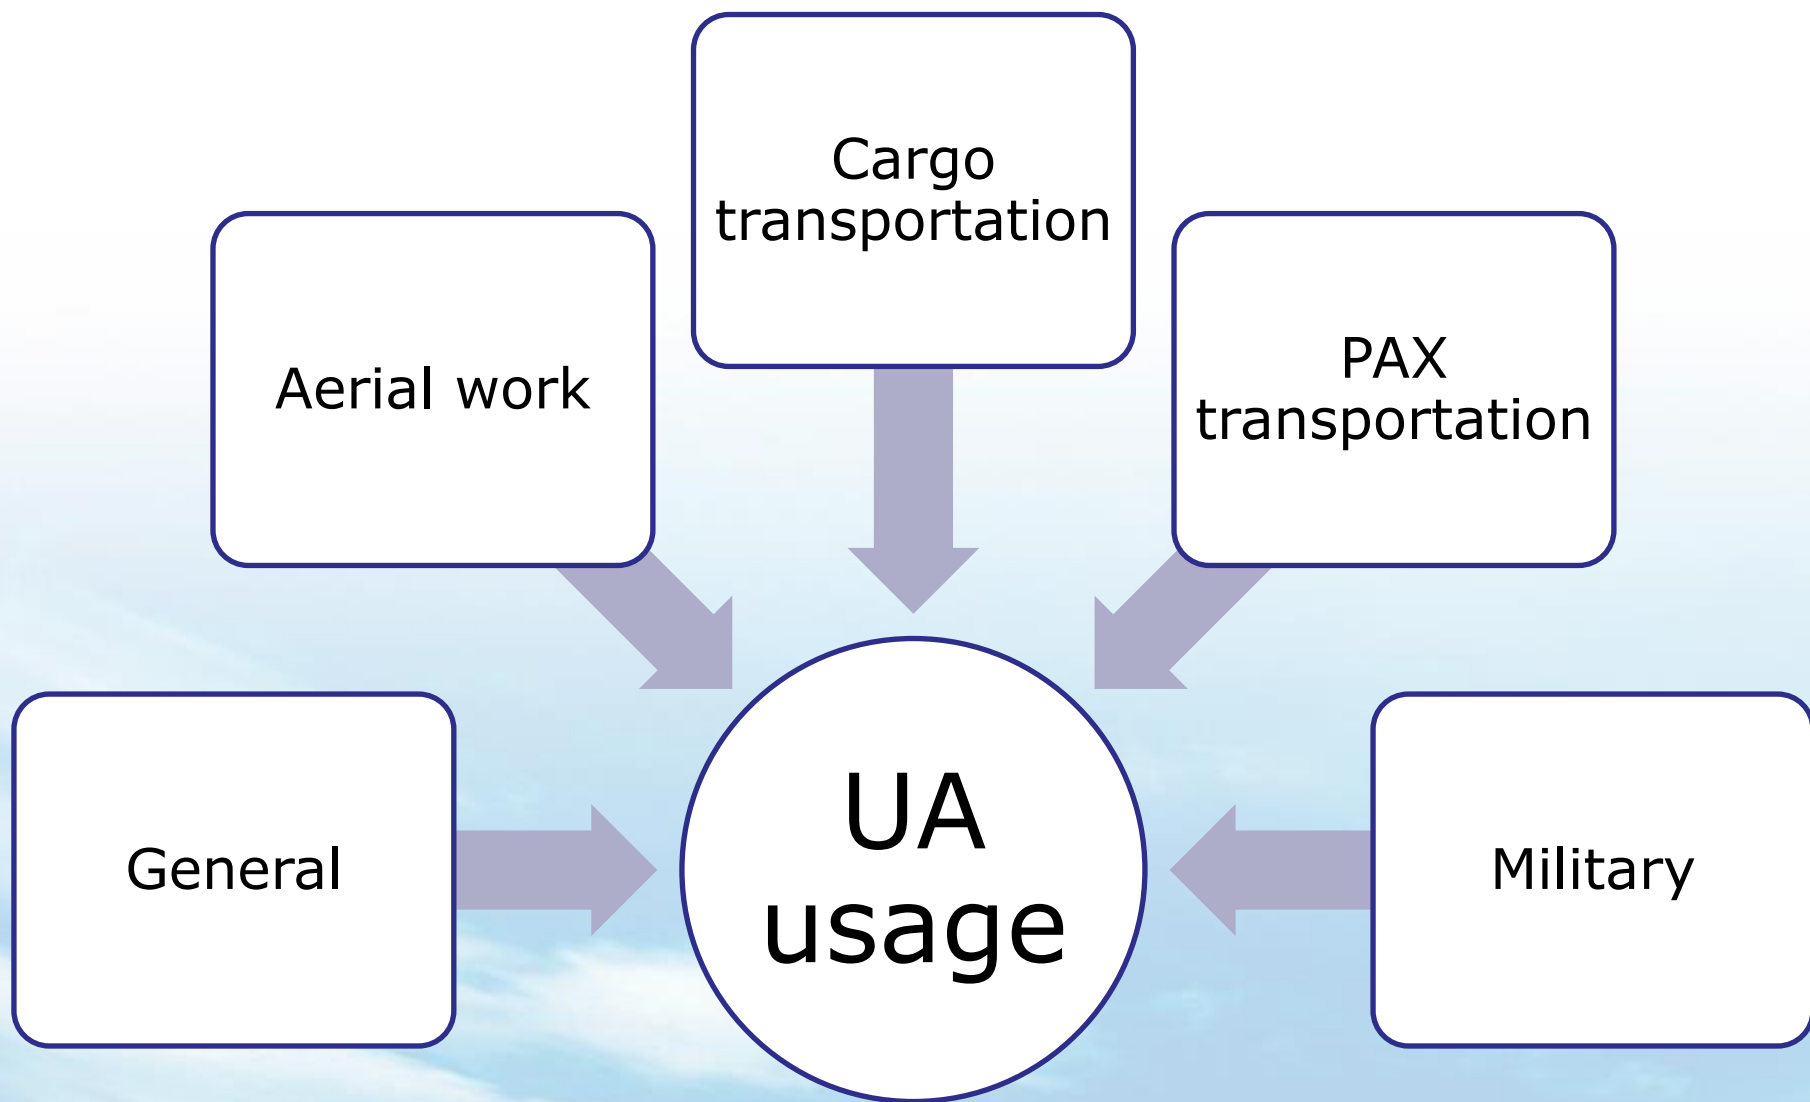 Cargo
transportation
Aerial work
PAX
transportation
General
UA
usage
Military